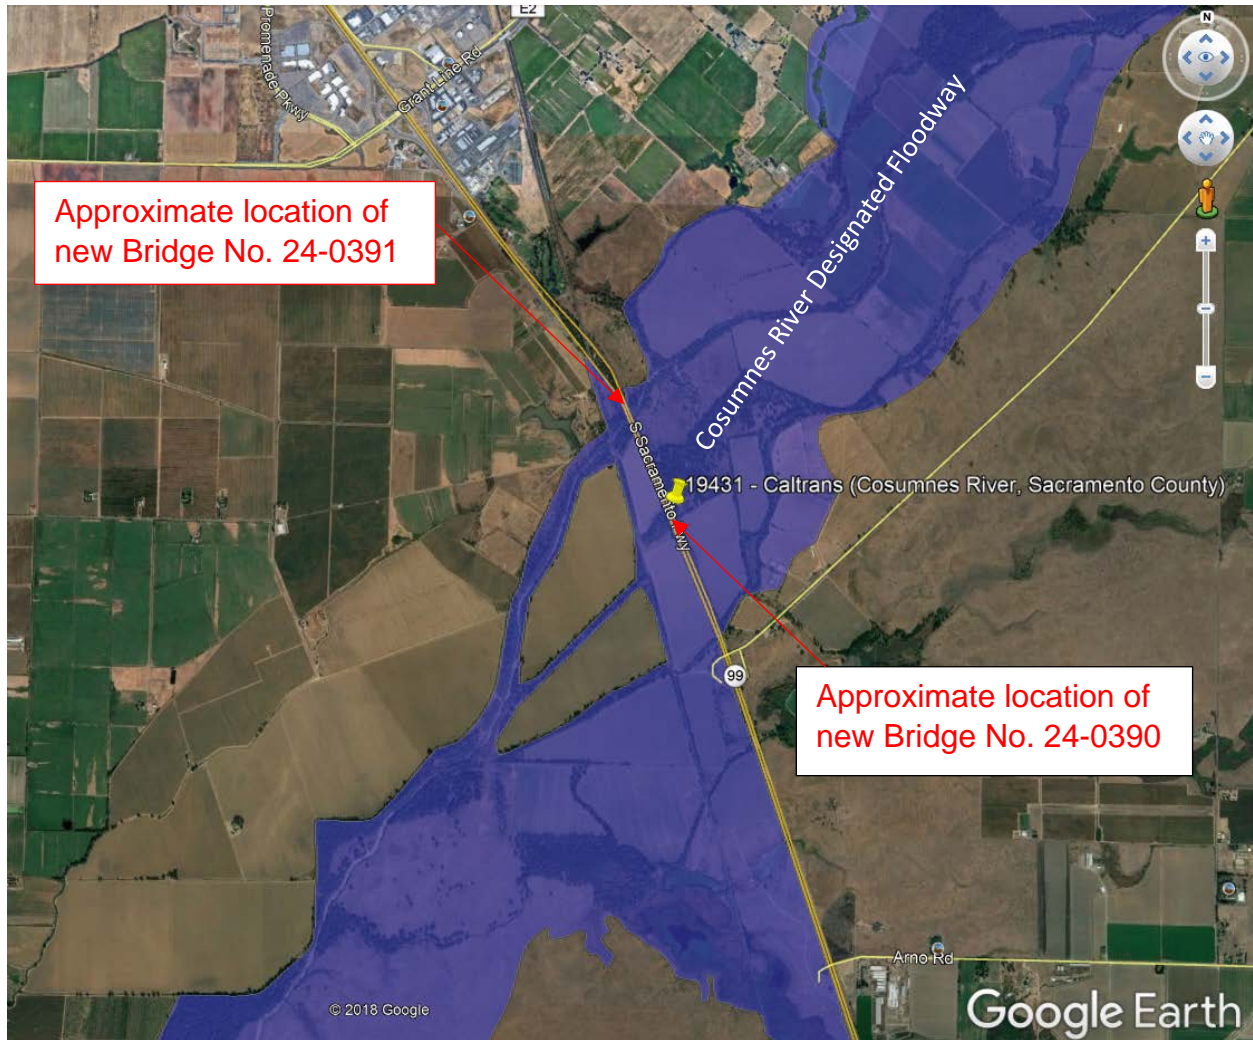 E2
Promenade Pkwy
Grant Line Rd
N
Approximate location of
new Bridge No. 24-0391
Cosumnes River Designated Floodway
S Sacramento Fwy
19431 - Caltrans (Cosumnes River, Sacramento County)
99
Approximate location of
new Bridge No. 24-0390
Arno Rd
© 2018 Google
Google Earth